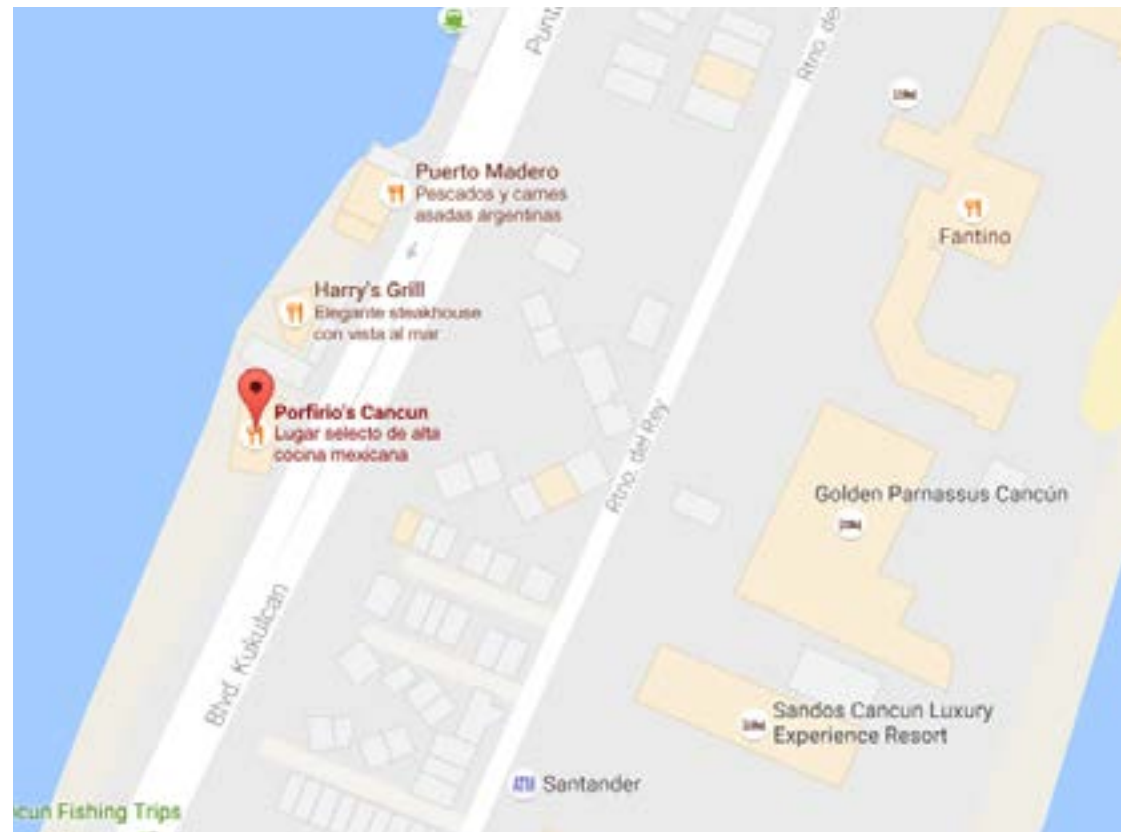 Punt
Rtno. de
Puerto Madero
Pescados y carnes
asadas argentinas
Fantino
Harry's Grill
Elegante steakhouse
con vista al mar
Porfirio's Cancun
Lugar selecto de alta
cocina mexicana
Rtno. del Rey
Golden Parnassus Cancún
Blvd. Kukulcan
Sandos Cancun Luxury
Experience Resort
ATM Santander
cun Fishing Trips